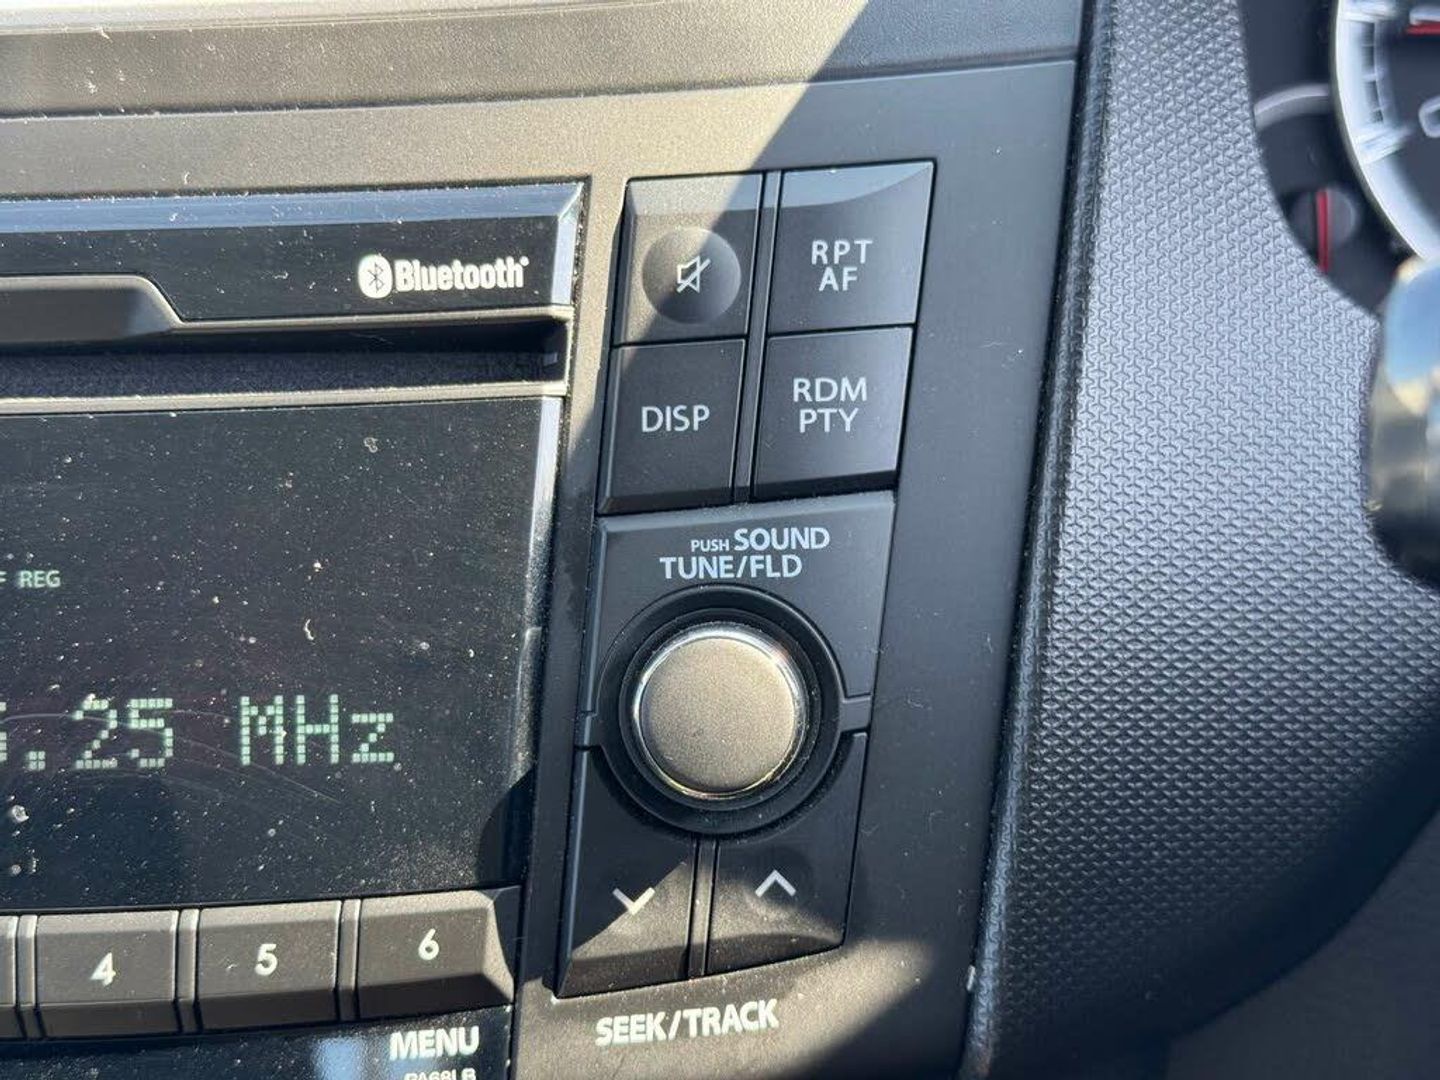 Bluetooth
RPT
AF
DISP
RDM
PTY
PUSH SOUND
TUNE/FLD
REG
.25 MHz
4
5
6
SEEK/TRACK
MENU